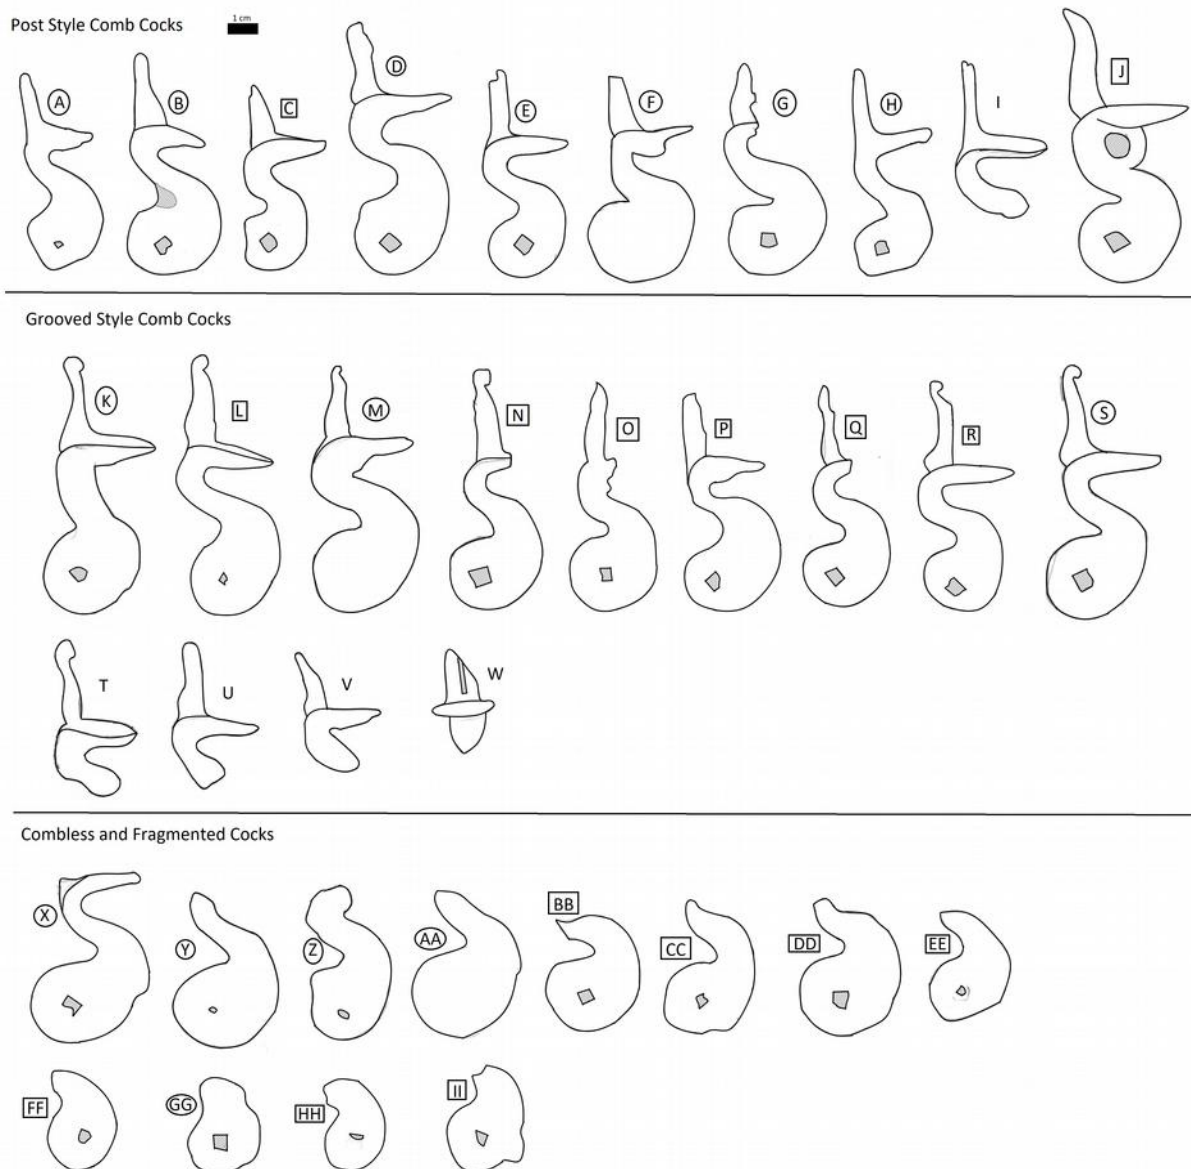 Post Style Comb Cocks
1 cm
A B C D E F G H I J
Grooved Style Comb Cocks
K L M N O P Q R S
T U V W
Combless and Fragmented Cocks
X Y Z AA BB CC DD EE
FF GG HH II